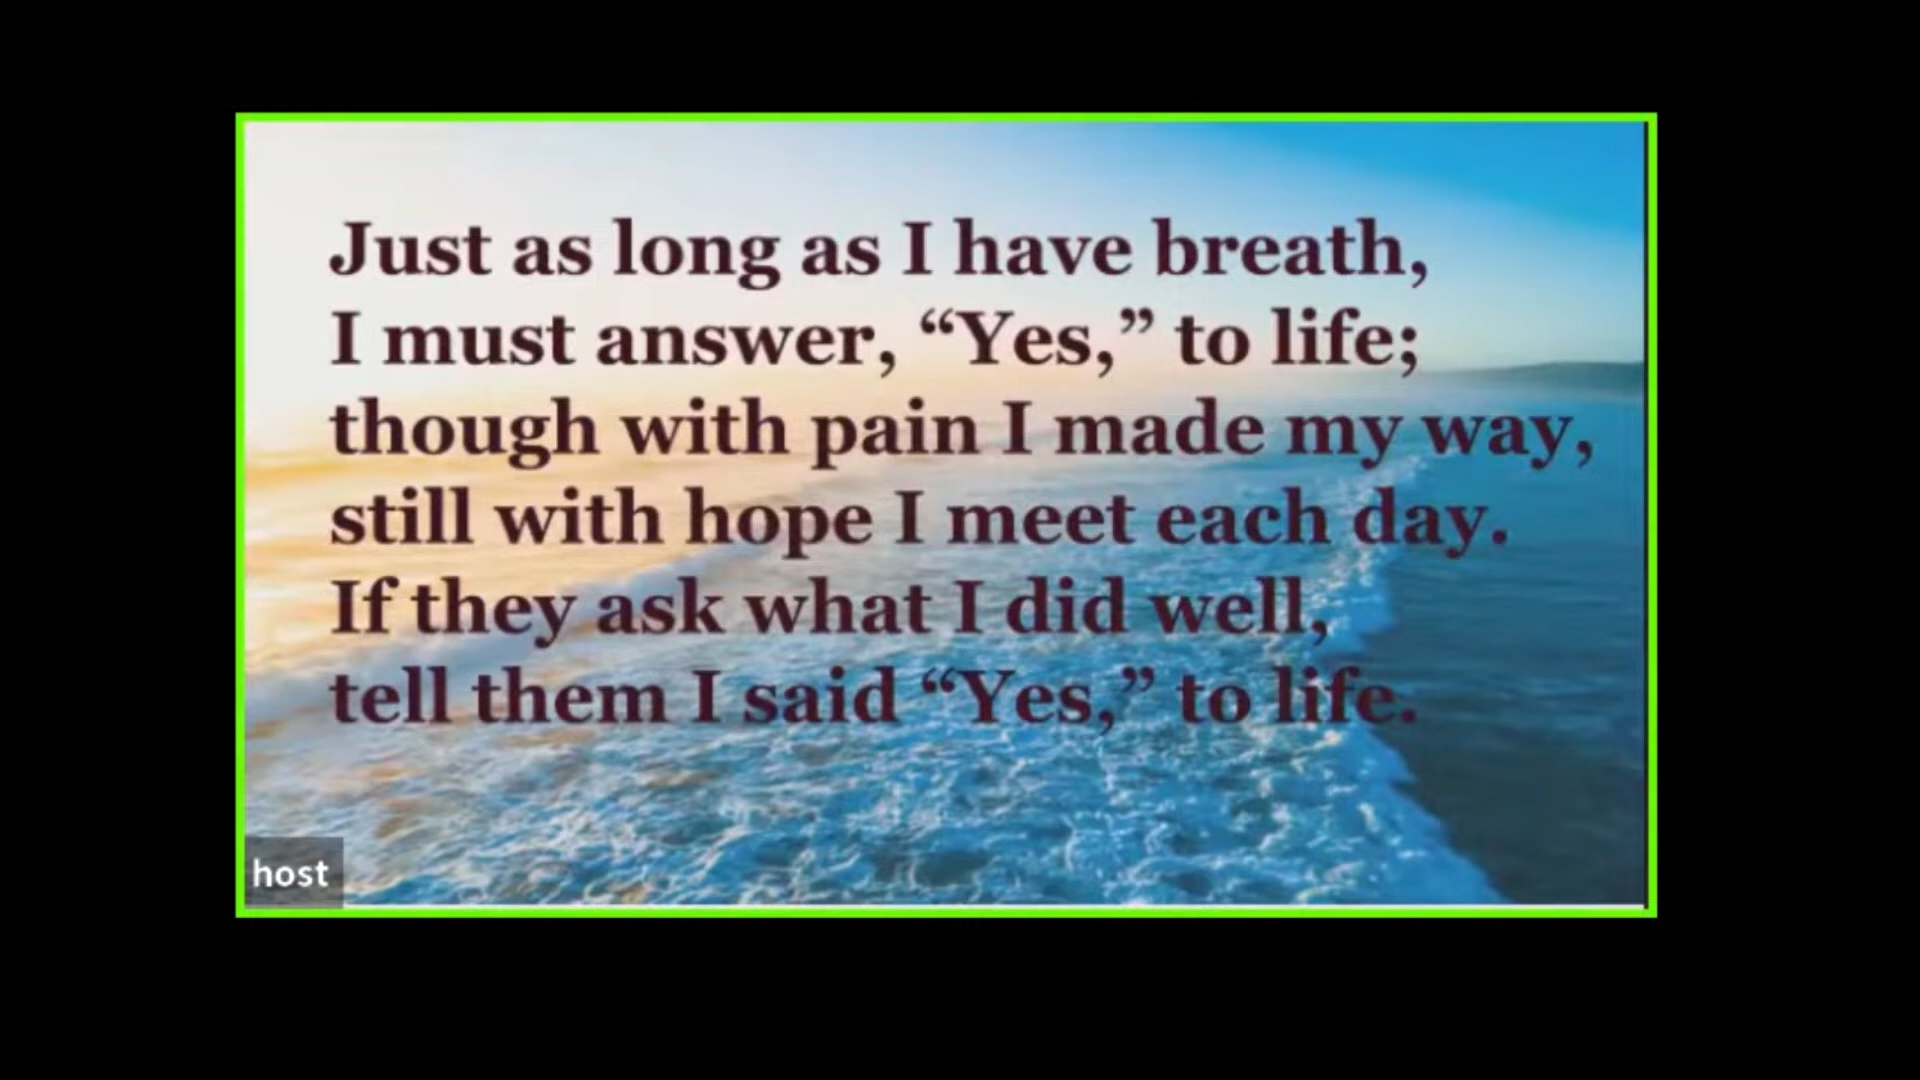 Just as long as I have breath,
I must answer, “Yes,” to life;
though with pain I made my way,
still with hope I meet each day.
If they ask what I did well,
tell them I said “Yes,” to life.
host